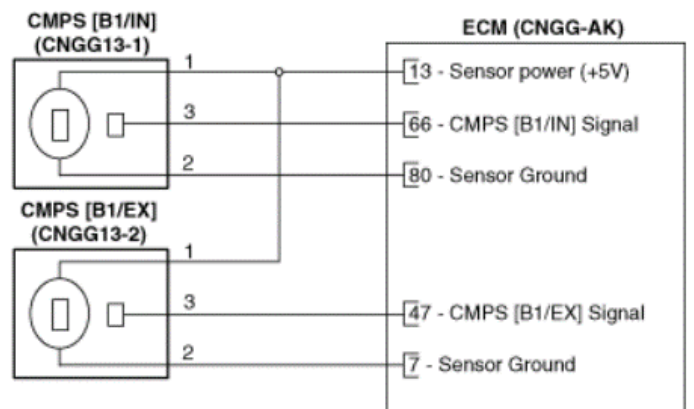 CMPS [B1/IN]
(CNGG13-1)
ECM (CNGG-AK)
1
13 - Sensor power (+5V)
3
66 - CMPS [B1/IN] Signal
2
80 - Sensor Ground
CMPS [B1/EX]
(CNGG13-2)
1
3
47 - CMPS [B1/EX] Signal
2
7 - Sensor Ground